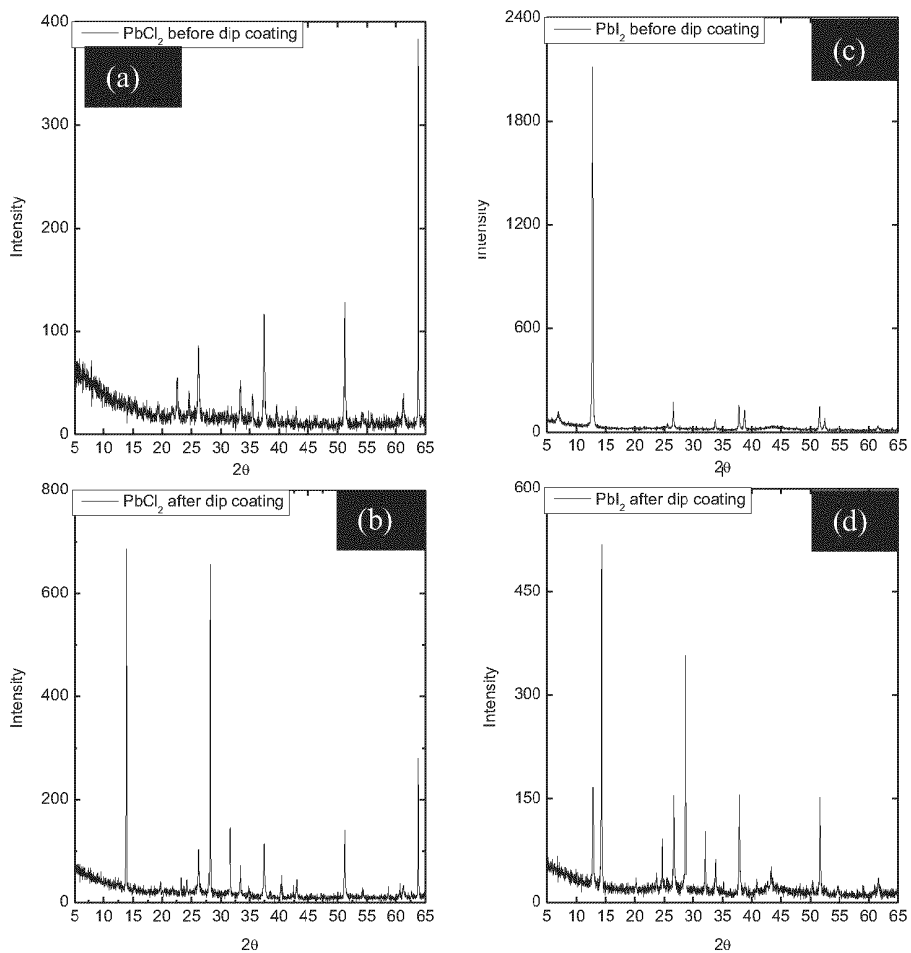 PbCl₂ before dip coating
(a)
400
300
200
100
0
Intensity
5 10 15 20 25 30 35 40 45 50 55 60 65
2θ
PbI₂ before dip coating
(c)
2400
1800
1200
600
0
Intensity
5 10 15 20 25 30 35 40 45 50 55 60 65
2θ
PbCl₂ after dip coating
(b)
800
600
400
200
0
Intensity
5 10 15 20 25 30 35 40 45 50 55 60 65
2θ
PbI₂ after dip coating
(d)
600
450
300
150
0
Intensity
5 10 15 20 25 30 35 40 45 50 55 60 65
2θ